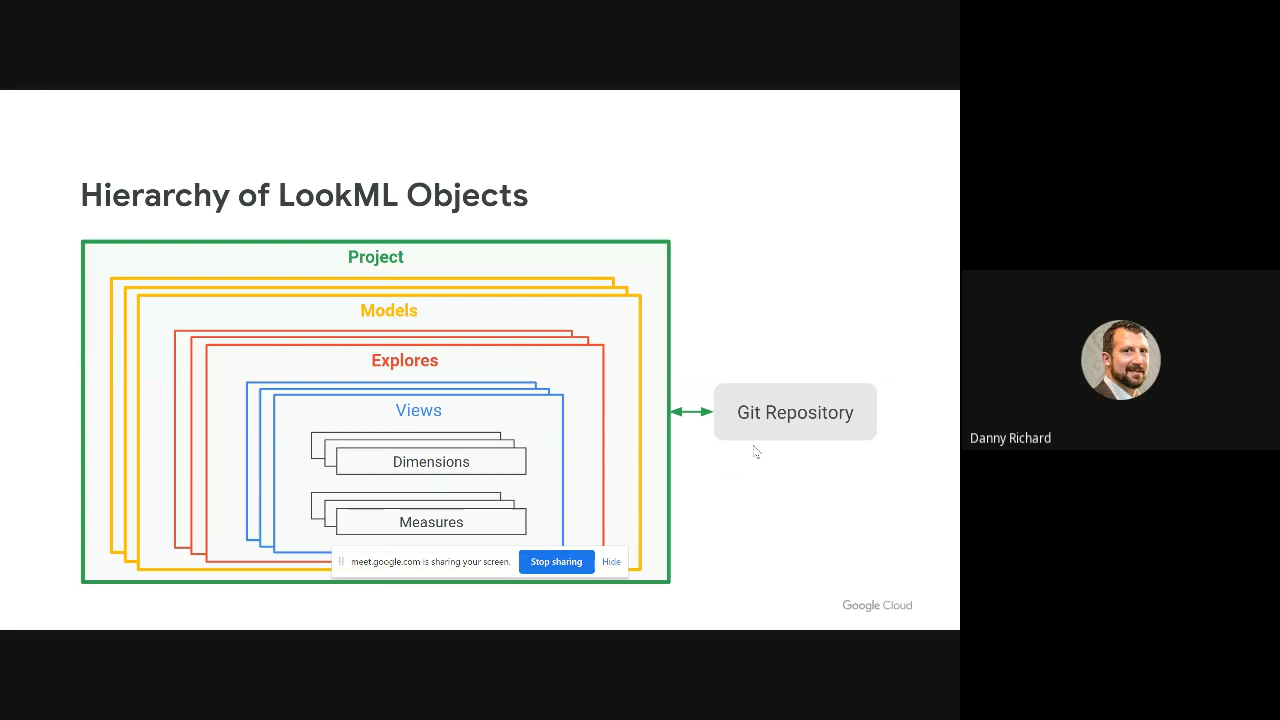 Hierarchy of LookML Objects
Project
Models
Explores
Views
Dimensions
Measures
Git Repository
meet.google.com is sharing your screen.
Stop sharing
Hide
Google Cloud
Danny Richard